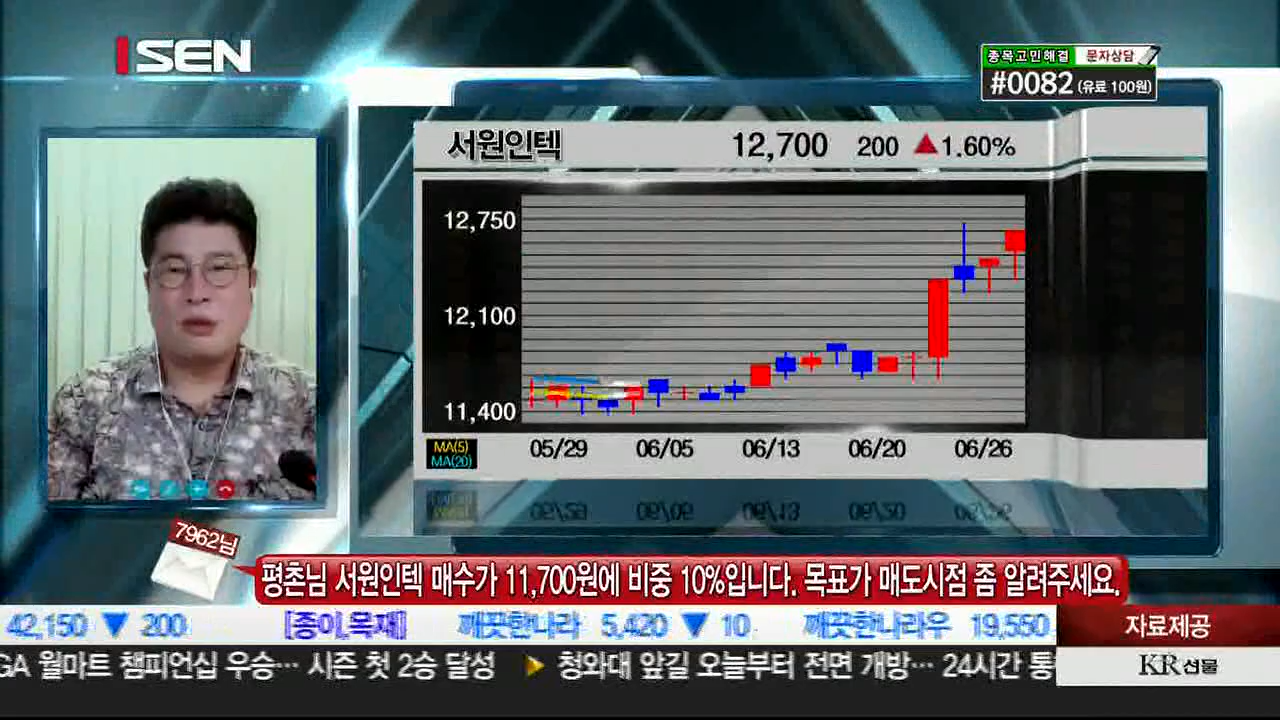 SEN
종목고민해결 문자상담
#0082 (유료 100원)
서원인텍 12,700 200 ▲1.60%
12,750
12,100
11,400
MA(5)
MA(20)
05/29 06/05 06/13 06/20 06/26
7962님
평촌님 서원인텍 매수가 11,700원에 비중 10%입니다. 목표가 매도시점 좀 알려주세요.
42,150 ▼ 200 [종이,목재] 깨끗한나라 5,420 ▼ 10 깨끗한나라우 19,550
자료제공
GA 월마트 챔피언십 우승… 시즌 첫 2승 달성 ▶ 청와대 앞길 오늘부터 전면 개방… 24시간 통
KR선물